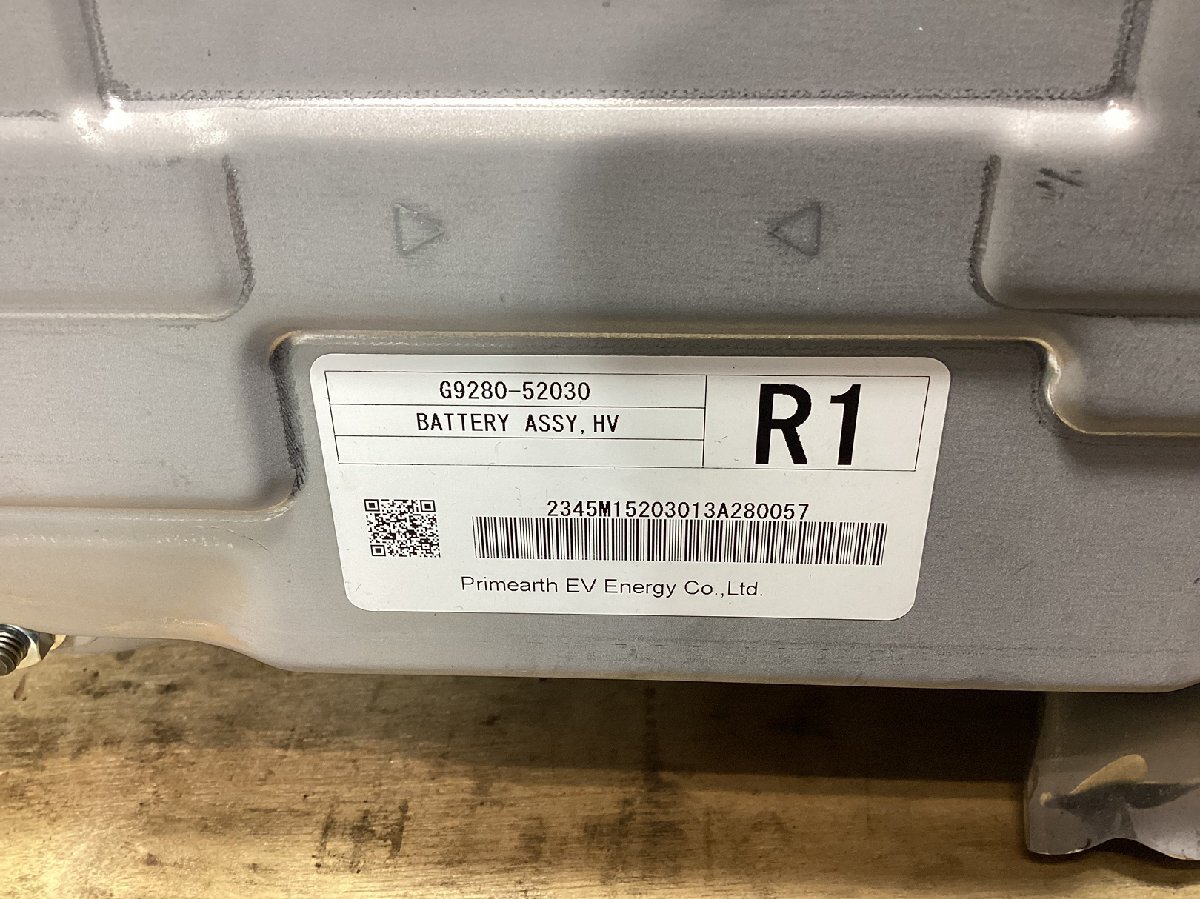 G9280-52030
BATTERY ASSY,HV
R1
2345M15203013A280057
Primearth EV Energy Co.,Ltd.